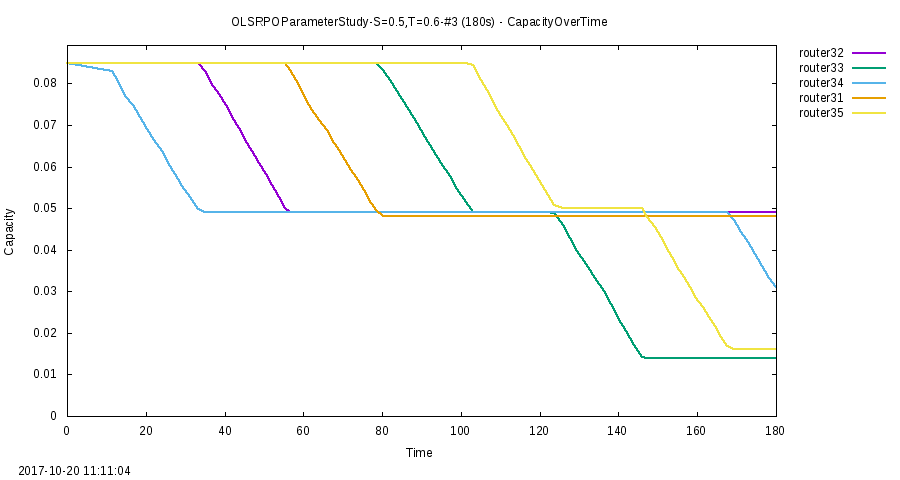 OLSRPOParameterStudy-S=0.5,T=0.6-#3 (180s) - CapacityOverTime
router32
router33
router34
router31
router35
0.08
0.07
0.06
0.05
0.04
0.03
0.02
0.01
0
Capacity
0 20 40 60 80 100 120 140 160 180
Time
2017-10-20 11:11:04